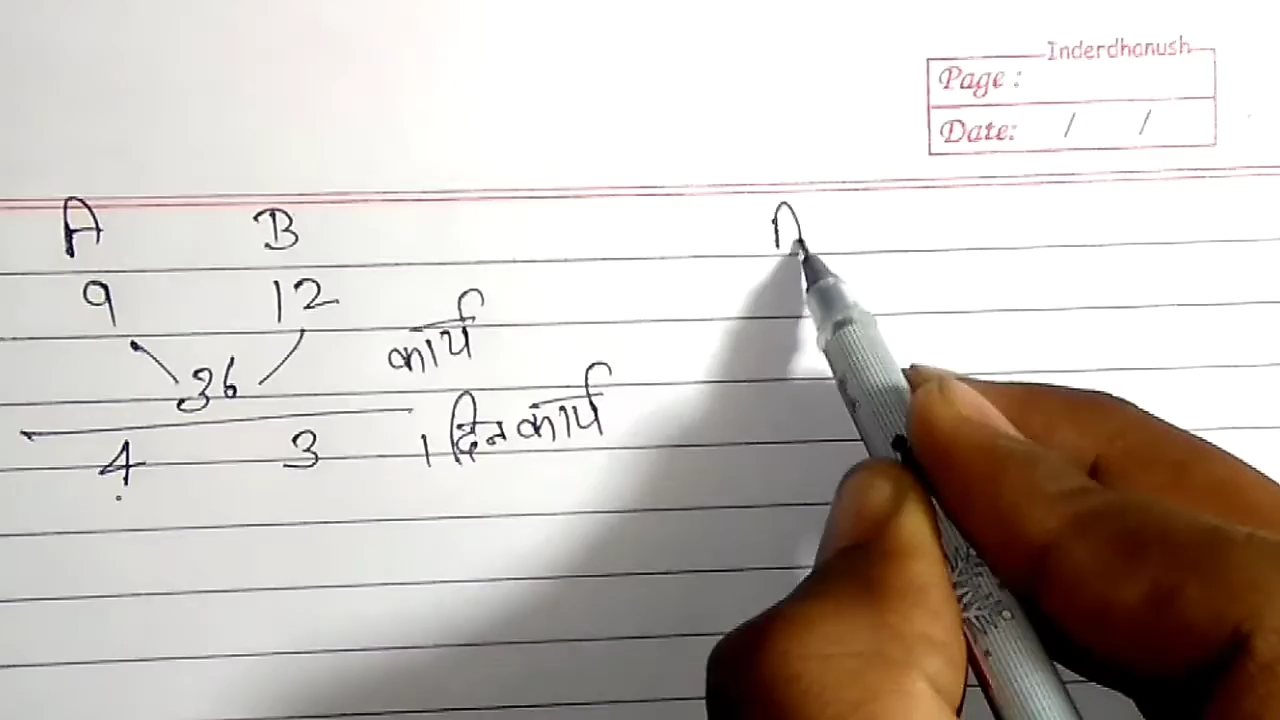 Inderdhanush
Page :
Date: / /
A B
9 12
36 कार्य
4 3 1 दिन कार्य